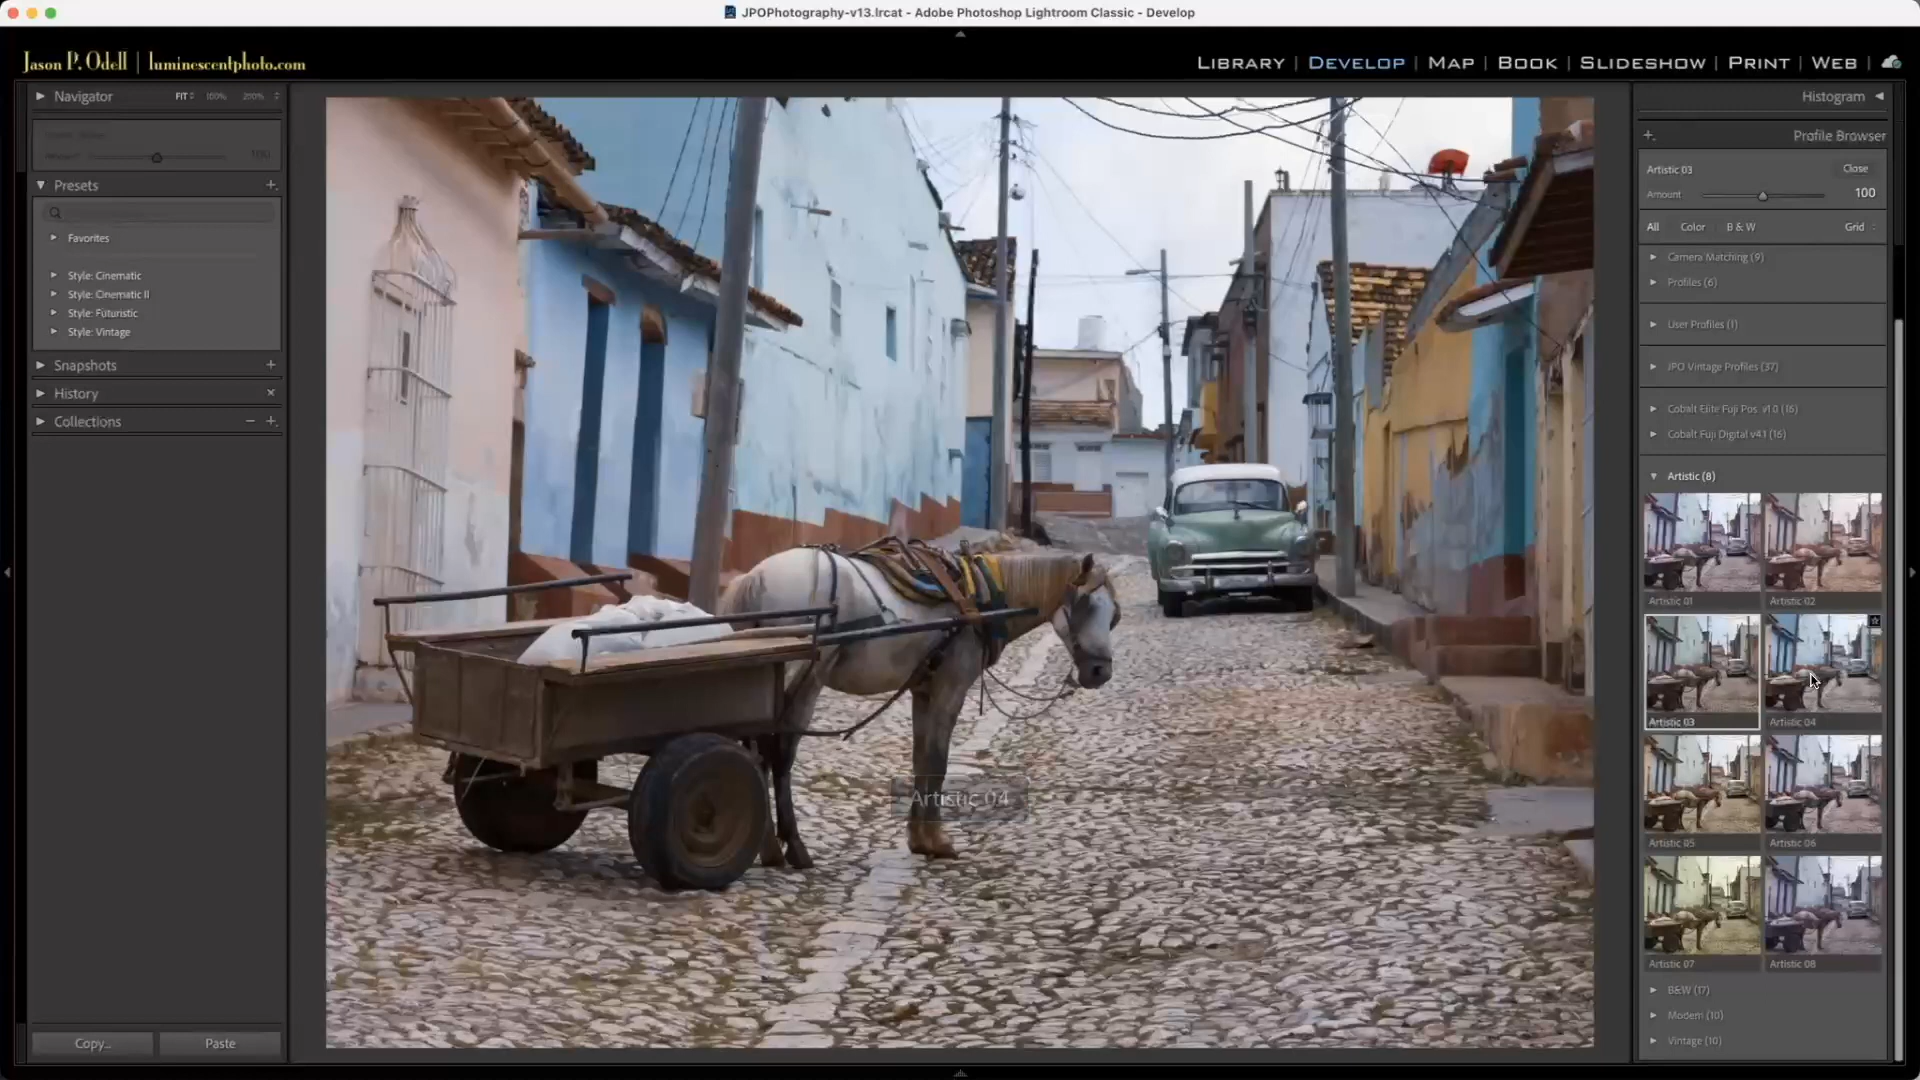 JPOPhotography-v13.lrcat - Adobe Photoshop Lightroom Classic - Develop
Jason P. Odell | luminescentphoto.com
LIBRARY | DEVELOP | MAP | BOOK | SLIDESHOW | PRINT | WEB |
Navigator FIT 100% 200%
100
Presets
Favorites
Style: Cinematic
Style: Cinematic II
Style: Futuristic
Style: Vintage
Snapshots
History
Collections
Copy... Paste
Artistic 04
Histogram
Profile Browser
Artistic 03 Close
Amount 100
All Color B & W Grid
Camera Matching (9)
Profiles (6)
User Profiles (1)
JPO Vintage Profiles (37)
Cobalt Elite Fuji Pos v1.0 (16)
Cobalt Fuji Digital v4.1 (16)
Artistic (8)
Artistic 01 Artistic 02
Artistic 03 Artistic 04
Artistic 05 Artistic 06
Artistic 07 Artistic 08
B&W (17)
Modern (10)
Vintage (10)